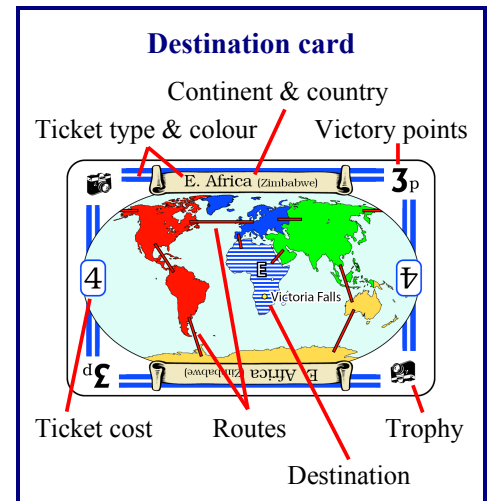 Destination card
Continent & country
Ticket type & colour
Victory points
E. Africa (Zimbabwe)
3p
4
E
Victoria Falls
4
3p
E. Africa (Zimbabwe)
Ticket cost
Routes
Trophy
Destination